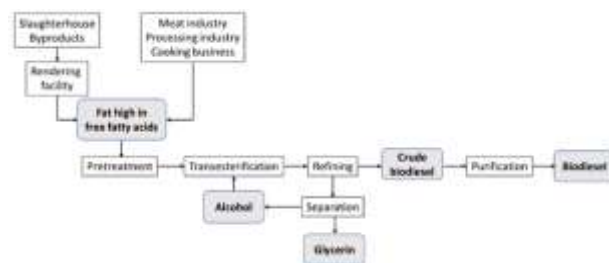 Slaughterhouse
Byproducts
Meat industry
Processing industry
Cooking business
Rendering
facility
Fat high in
free fatty acids
Pretreatment
Transesterification
Refining
Crude
biodiesel
Purification
Biodiesel
Alcohol
Separation
Glycerin